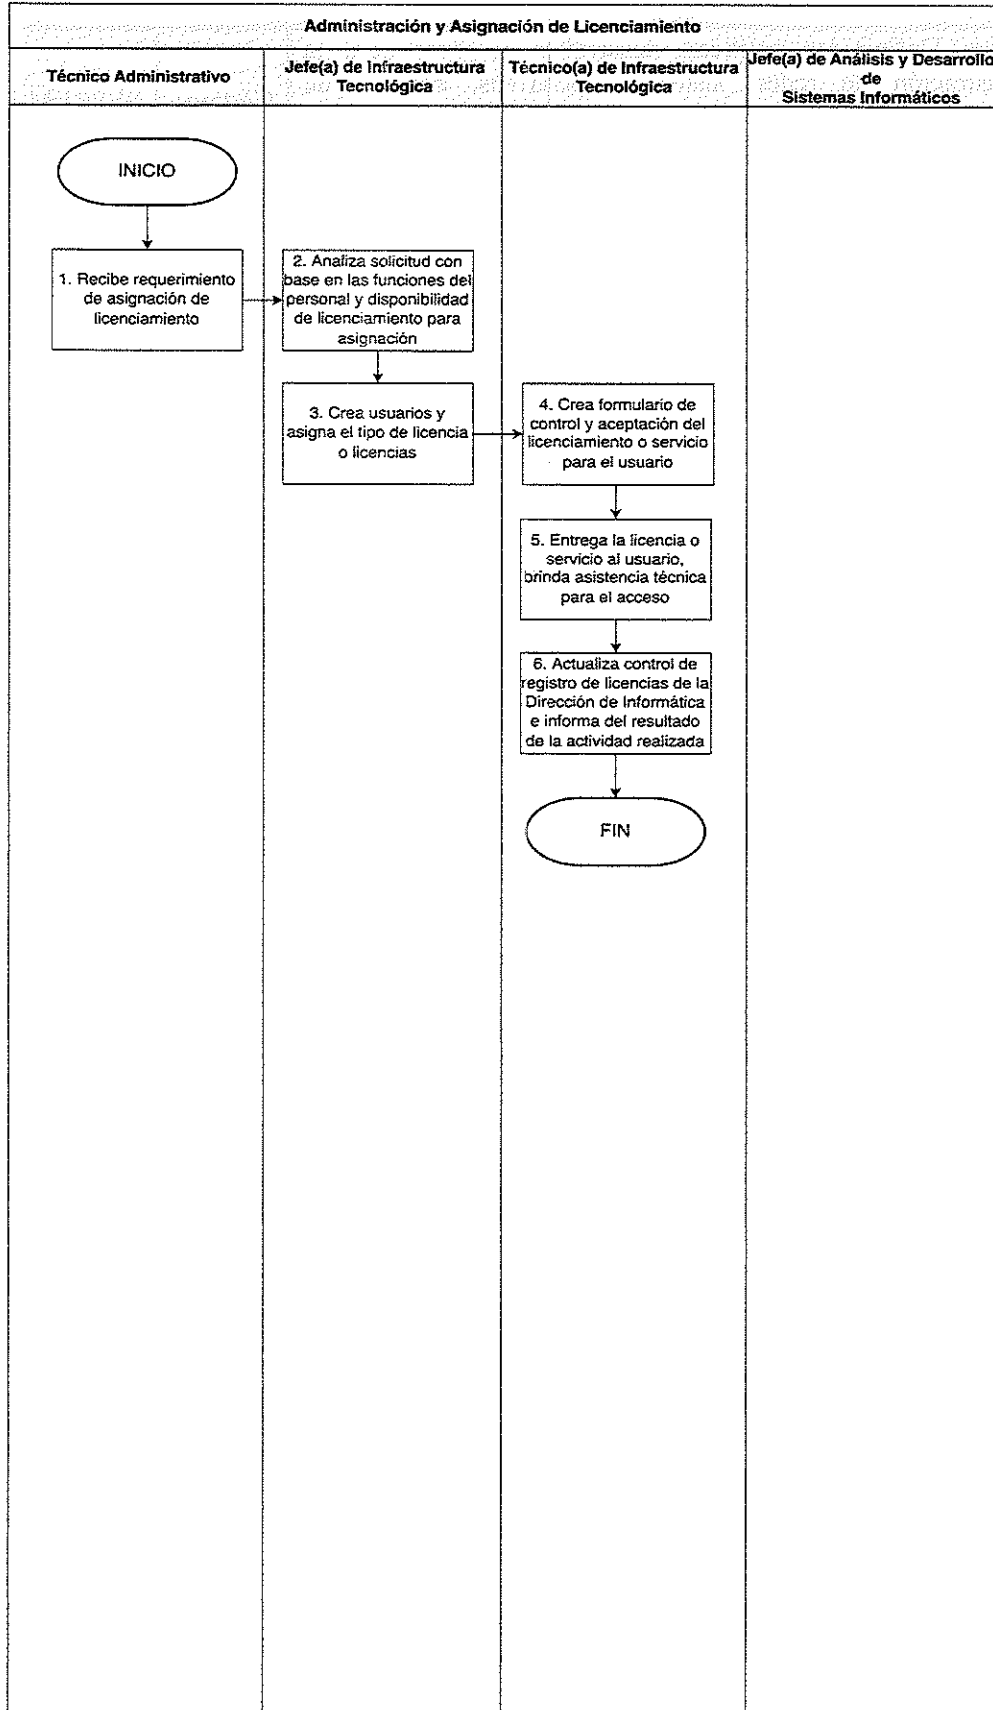 Administración y Asignación de Licenciamiento
Técnico Administrativo
Jefe(a) de Infraestructura
Tecnológica
Técnico(a) de Infraestructura
Tecnológica
Jefe(a) de Análisis y Desarrollo
de
Sistemas Informáticos
INICIO
1. Recibe requerimiento
de asignación de
licenciamiento
2. Analiza solicitud con
base en las funciones del
personal y disponibilidad
de licenciamiento para
asignación
3. Crea usuarios y
asigna el tipo de licencia
o licencias
4. Crea formulario de
control y aceptación del
licenciamiento o servicio
para el usuario
5. Entrega la licencia o
servicio al usuario,
brinda asistencia técnica
para el acceso
6. Actualiza control de
registro de licencias de la
Dirección de Informática
e informa del resultado
de la actividad realizada
FIN